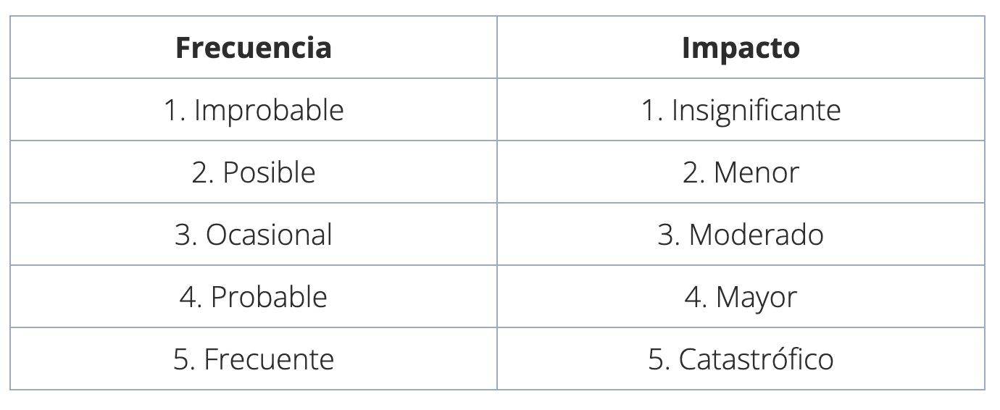 Frecuencia Impacto
1. Improbable 1. Insignificante
2. Posible 2. Menor
3. Ocasional 3. Moderado
4. Probable 4. Mayor
5. Frecuente 5. Catastrófico